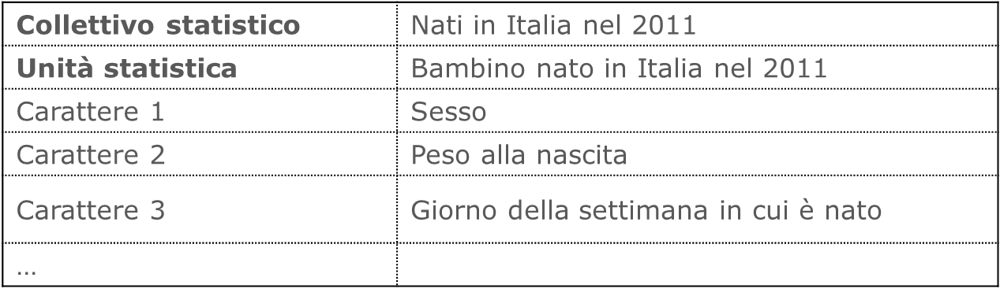 Collettivo statistico Nati in Italia nel 2011
Unità statistica Bambino nato in Italia nel 2011
Carattere 1 Sesso
Carattere 2 Peso alla nascita
Carattere 3 Giorno della settimana in cui è nato
…